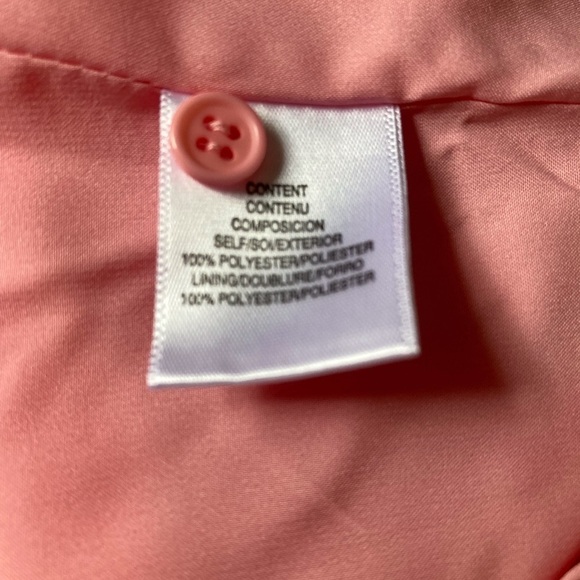 CONTENT
CONTENU
COMPOSICION
SELF/SOI/EXTERIOR
100% POLYESTER/POLIESTER
LINING/DOUBLURE/FORRO
100% POLYESTER/POLIESTER